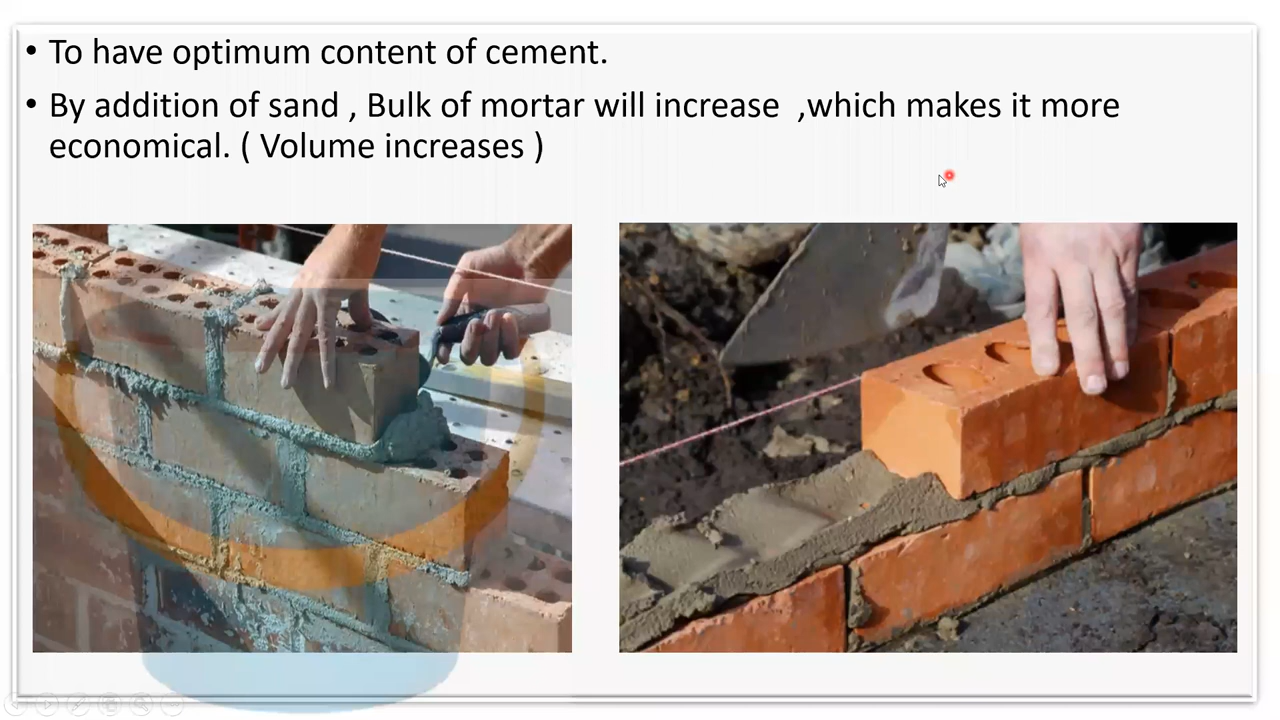 • To have optimum content of cement.
• By addition of sand , Bulk of mortar will increase  ,which makes it more
economical. ( Volume increases )